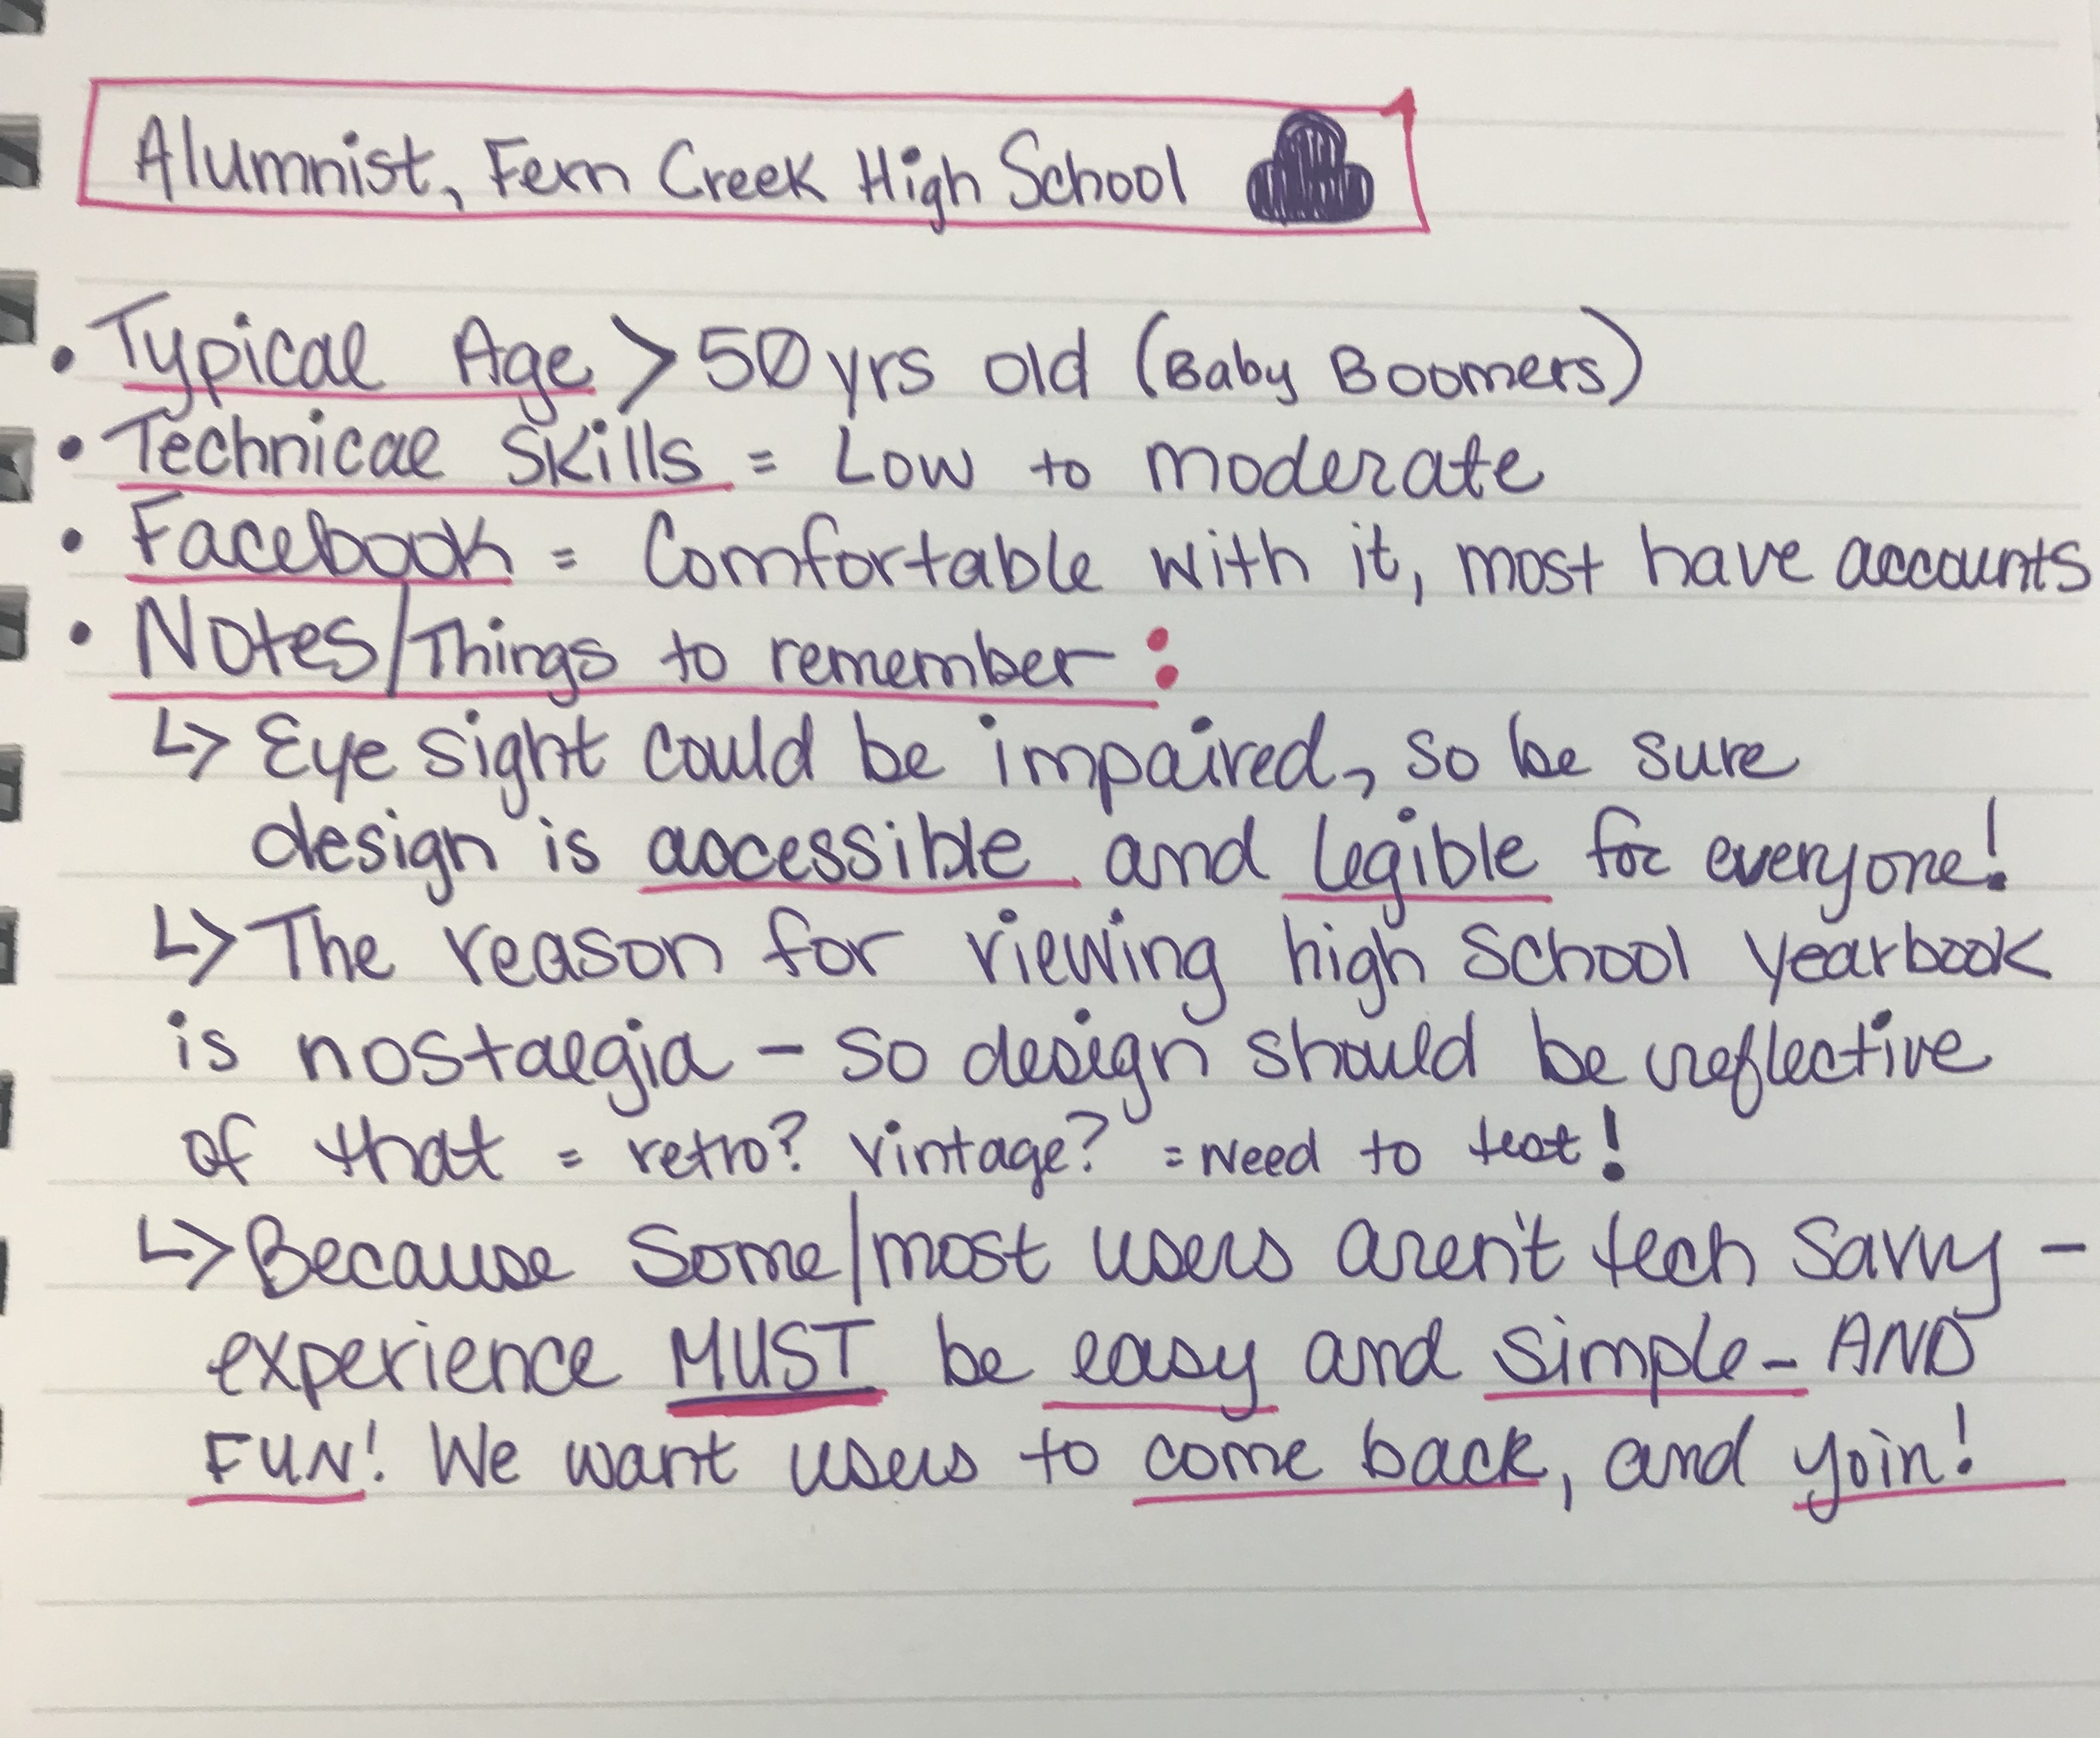 Alumnist, Fern Creek High School
• Typical Age > 50 yrs old (Baby Boomers)
• Technical Skills = Low to moderate
• Facebook = Comfortable with it, most have accounts
• Notes/Things to remember:
↳ Eye sight could be impaired, so be sure
design is accessible and legible for everyone!
↳ The reason for viewing high school yearbook
is nostalgia - so design should be reflective
of that = retro? vintage? = need to test!
↳ Because some/most users aren't tech savvy -
experience MUST be easy and simple - AND
FUN! We want users to come back, and join!